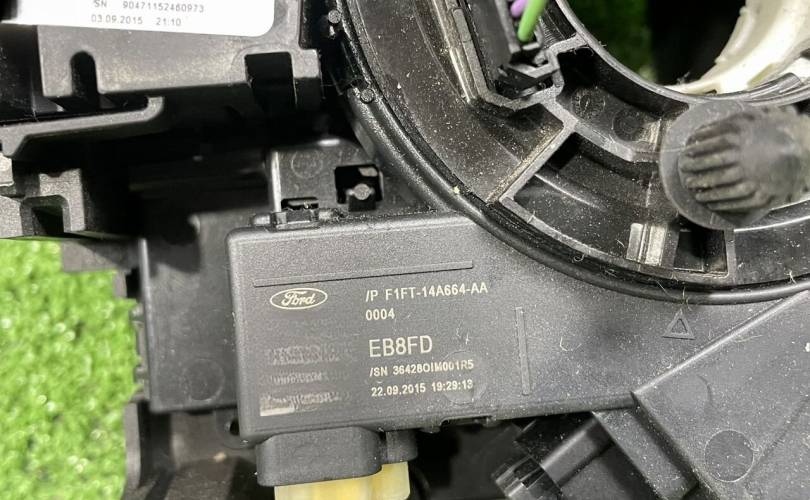 SN 90471152460973
03.09.2015 21:10
Ford
/P F1FT-14A664-AA
0004
EB8FD
/SN 36428OIM001R5
22.09.2015 19:29:13